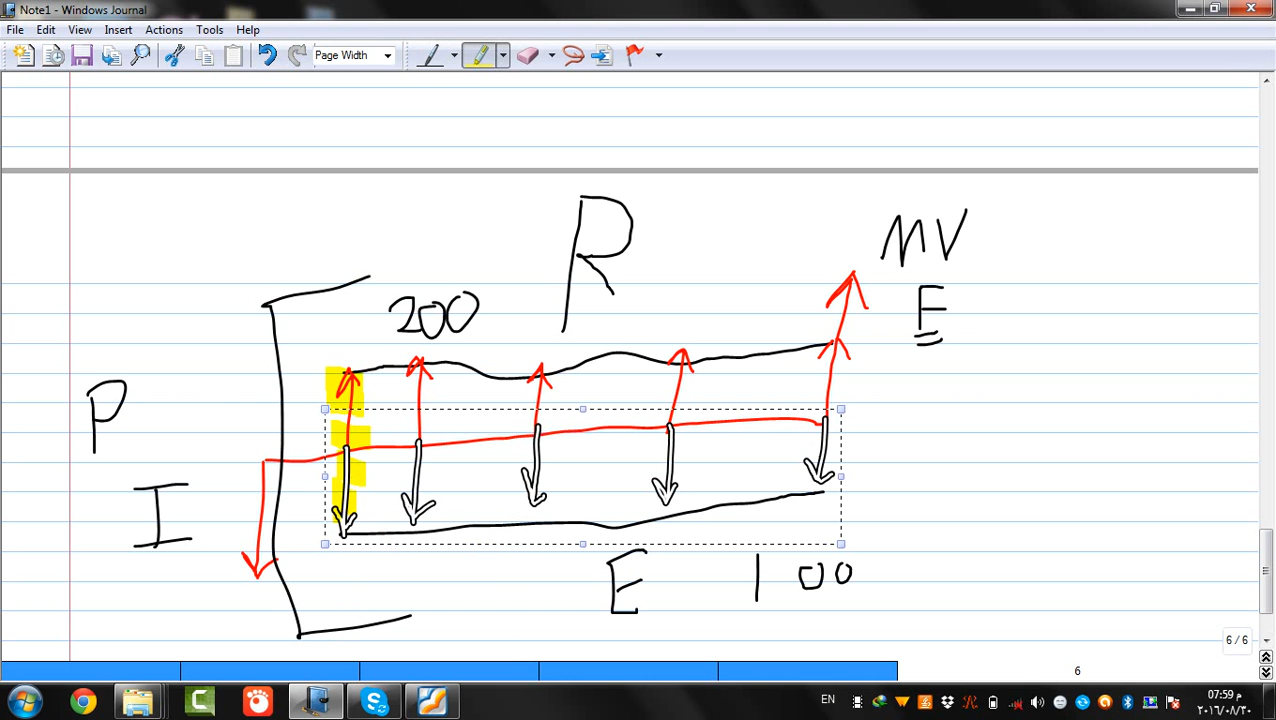 Note1 - Windows Journal
File Edit View Insert Actions Tools Help
Page Width
R
MV
E
200
P
I
E 100
6 / 6
6
EN
07:59 م
٢٠١٦/٠٨/٣٠